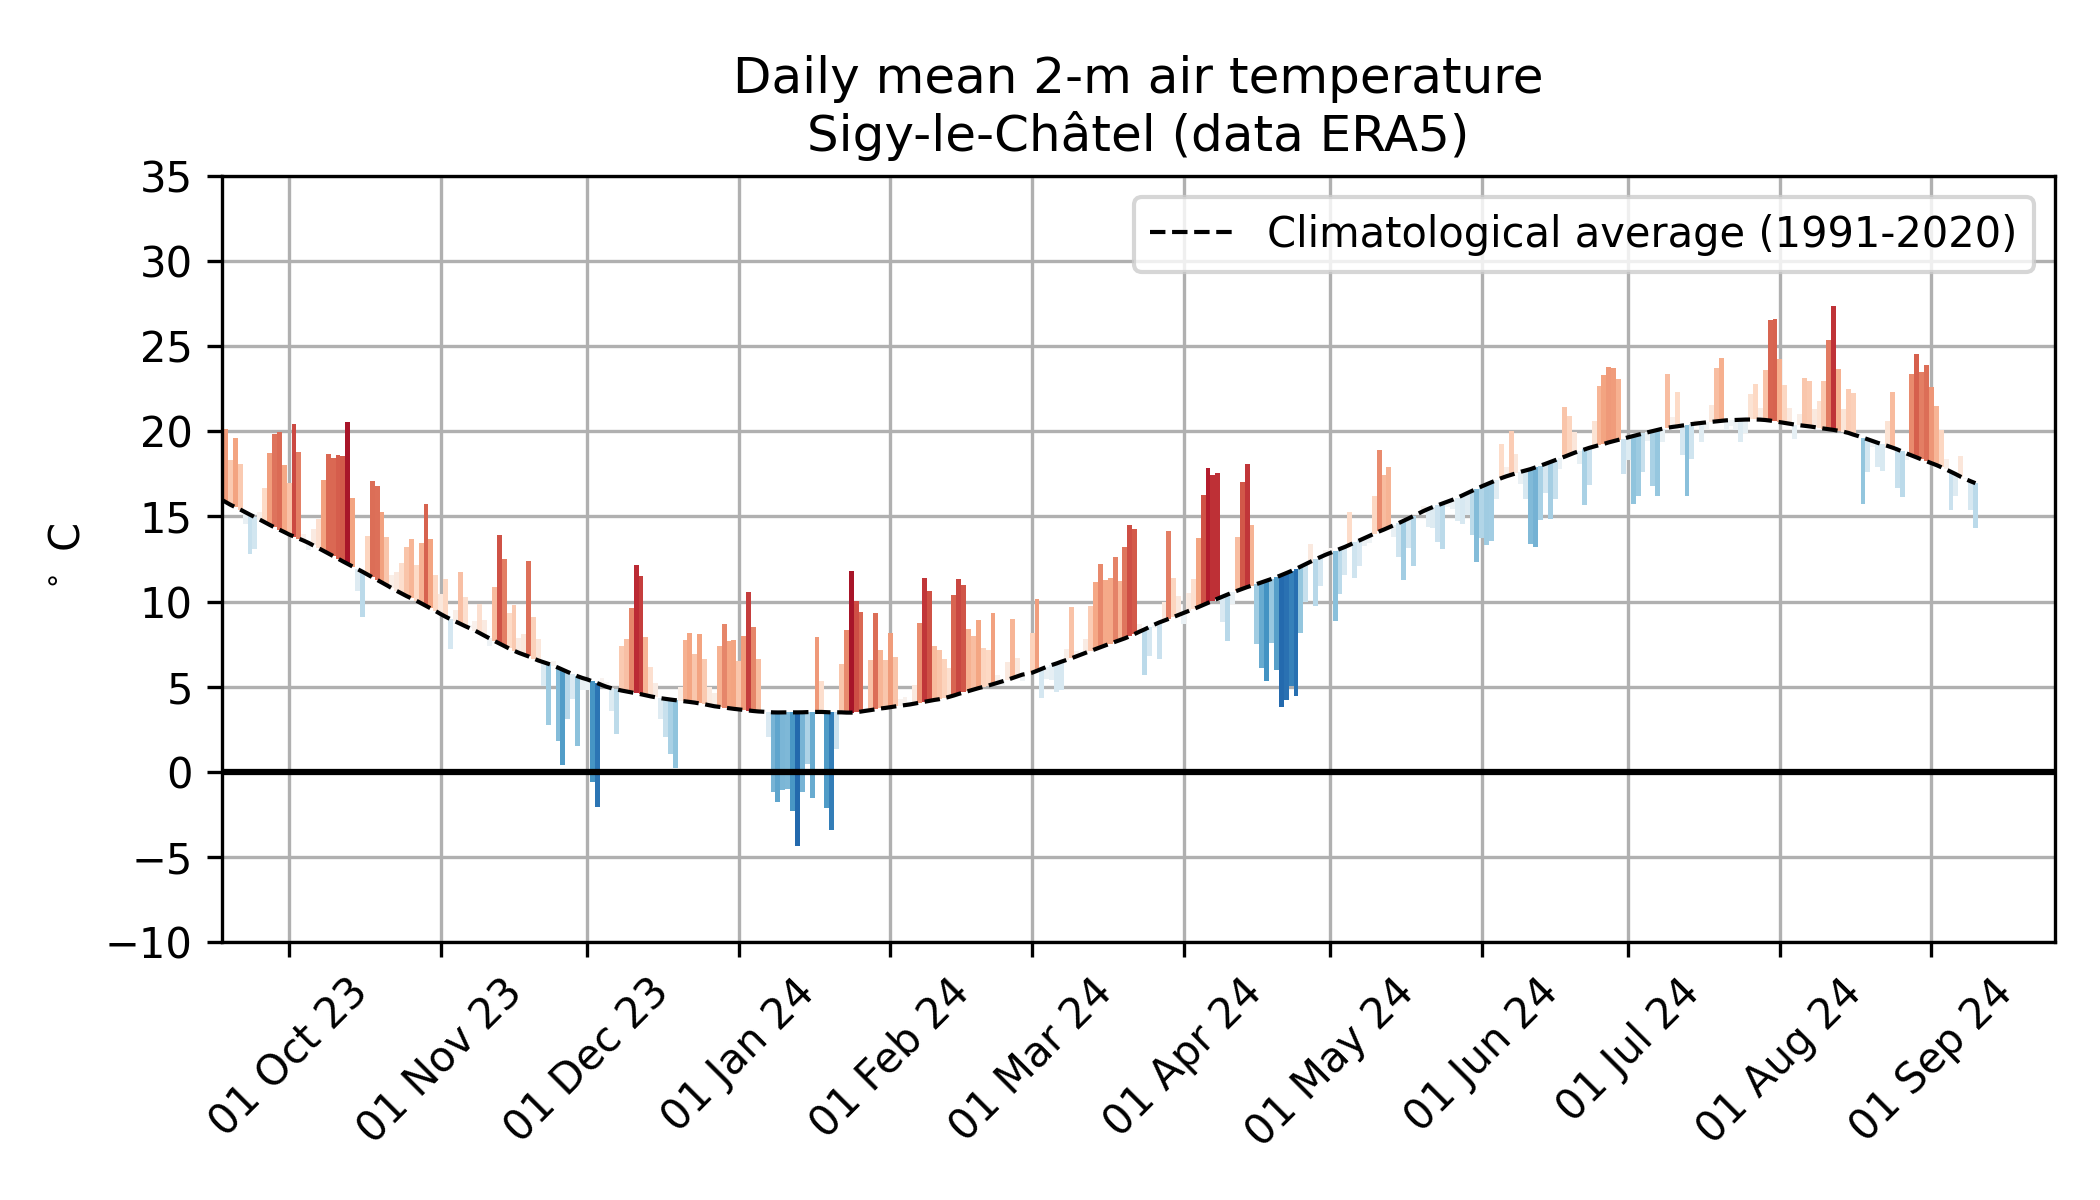 Daily mean 2-m air temperature
Sigy-le-Châtel (data ERA5)
Climatológical average (1991-2020)
° C
35
30
25
20
15
10
5
0
−5
−10
01 Oct 23
01 Nov 23
01 Dec 23
01 Jan 24
01 Feb 24
01 Mar 24
01 Apr 24
01 May 24
01 Jun 24
01 Jul 24
01 Aug 24
01 Sep 24